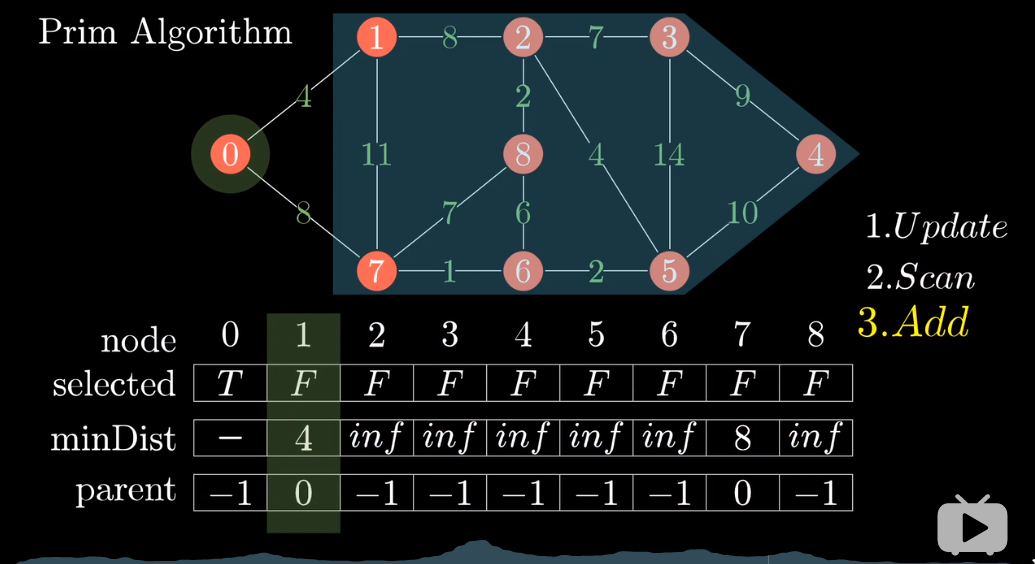 Prim Algorithm
1 8 2 7 3
4 2 9
0 11 8 4 14 4
8 7 6 10
7 1 6 2 5
1.Update
2.Scan
3.Add
node 0 1 2 3 4 5 6 7 8
selected T F F F F F F F F
minDist − 4 inf inf inf inf inf 8 inf
parent −1 0 −1 −1 −1 −1 −1 0 −1